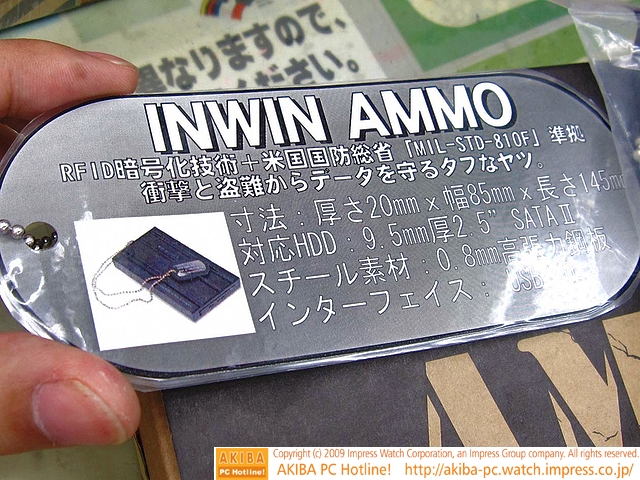 なりますので、
ください。
INWIN AMMO
RFID暗号化技術＋米国国防総省「MIL-STD-810F」準拠
衝撃と盗難からデータを守るタフなヤツ。
寸法：厚さ20mm x 幅85mm x 長さ145mm
対応HDD：9.5mm厚2.5" SATAⅡ
スチール素材：0.8mm高張力鋼板
インターフェイス：USB
AKIBA
PC Hotline!
Copyright (c) 2009 Impress Watch Corporation, an Impress Group company. All rights reserved.
AKIBA PC Hotline! http://akiba-pc.watch.impress.co.jp/